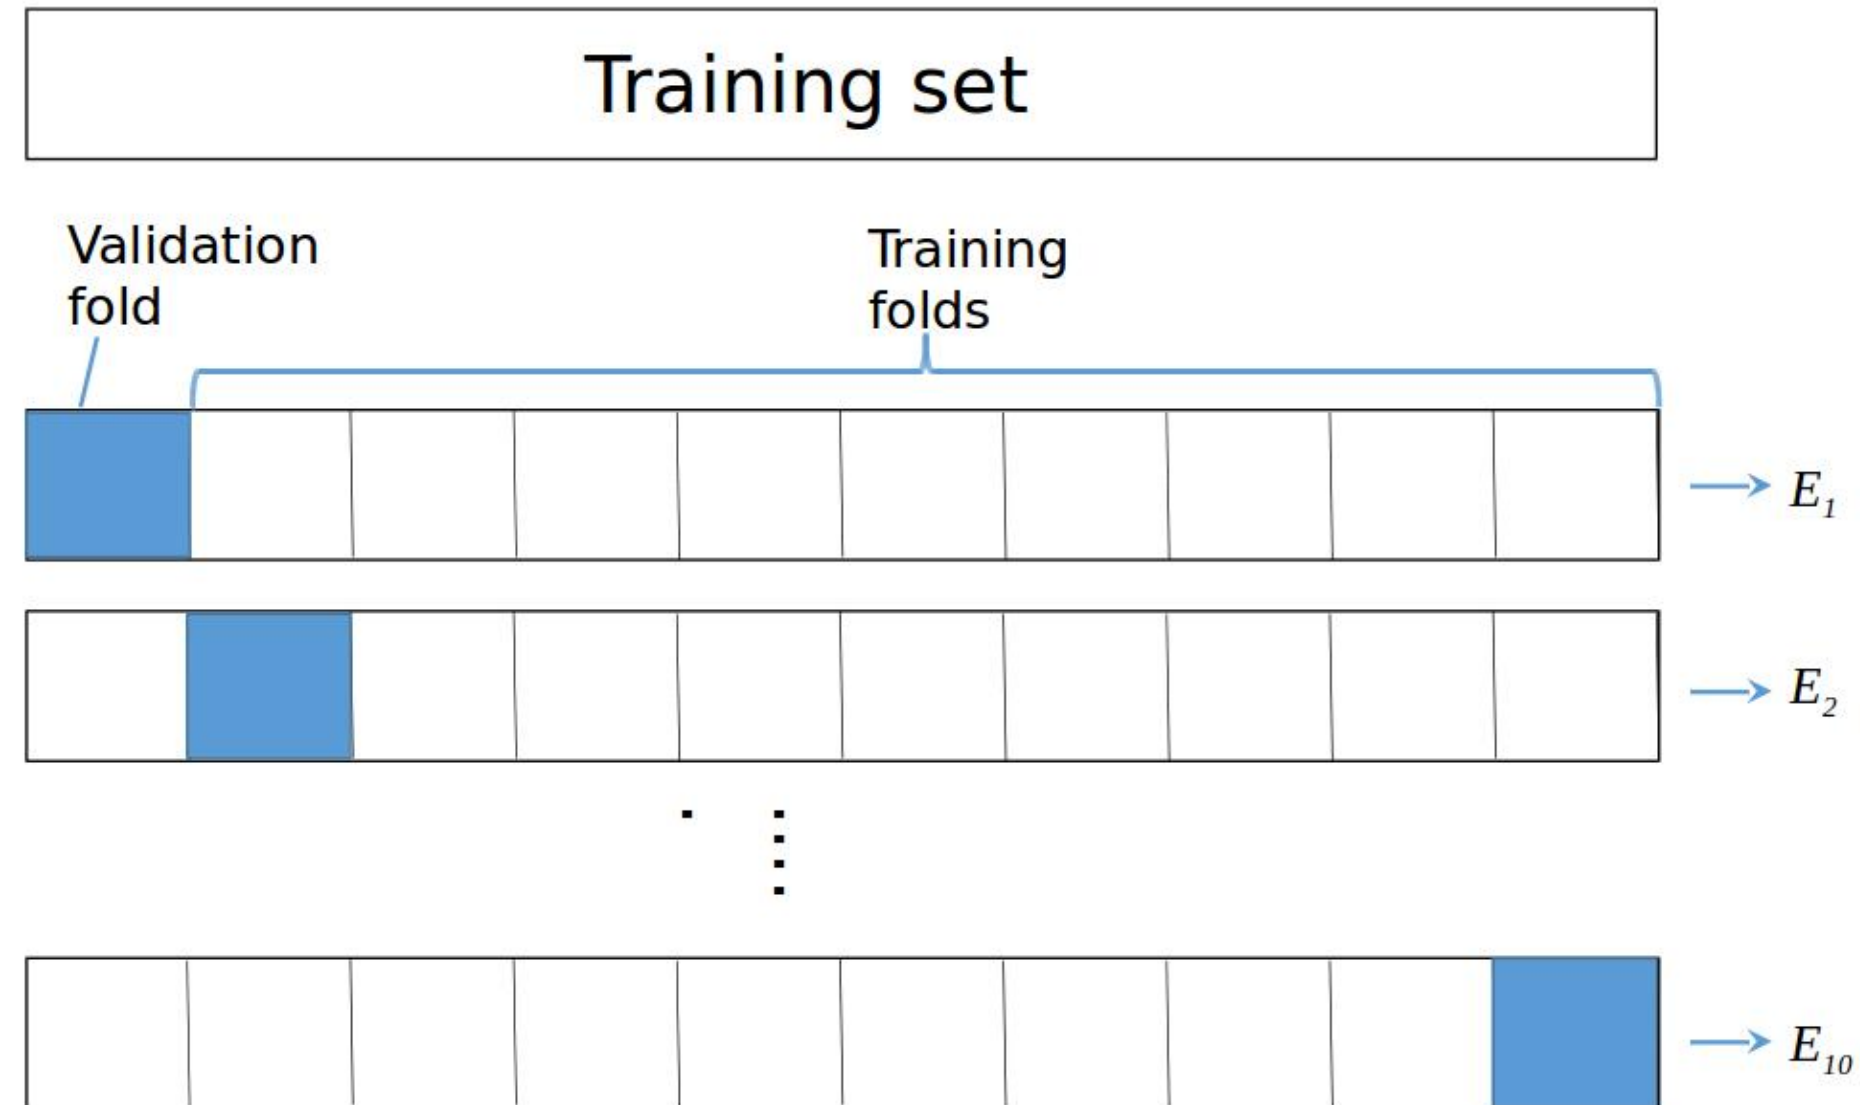 Training set
Validation
fold
Training
folds
E1
E2
E10